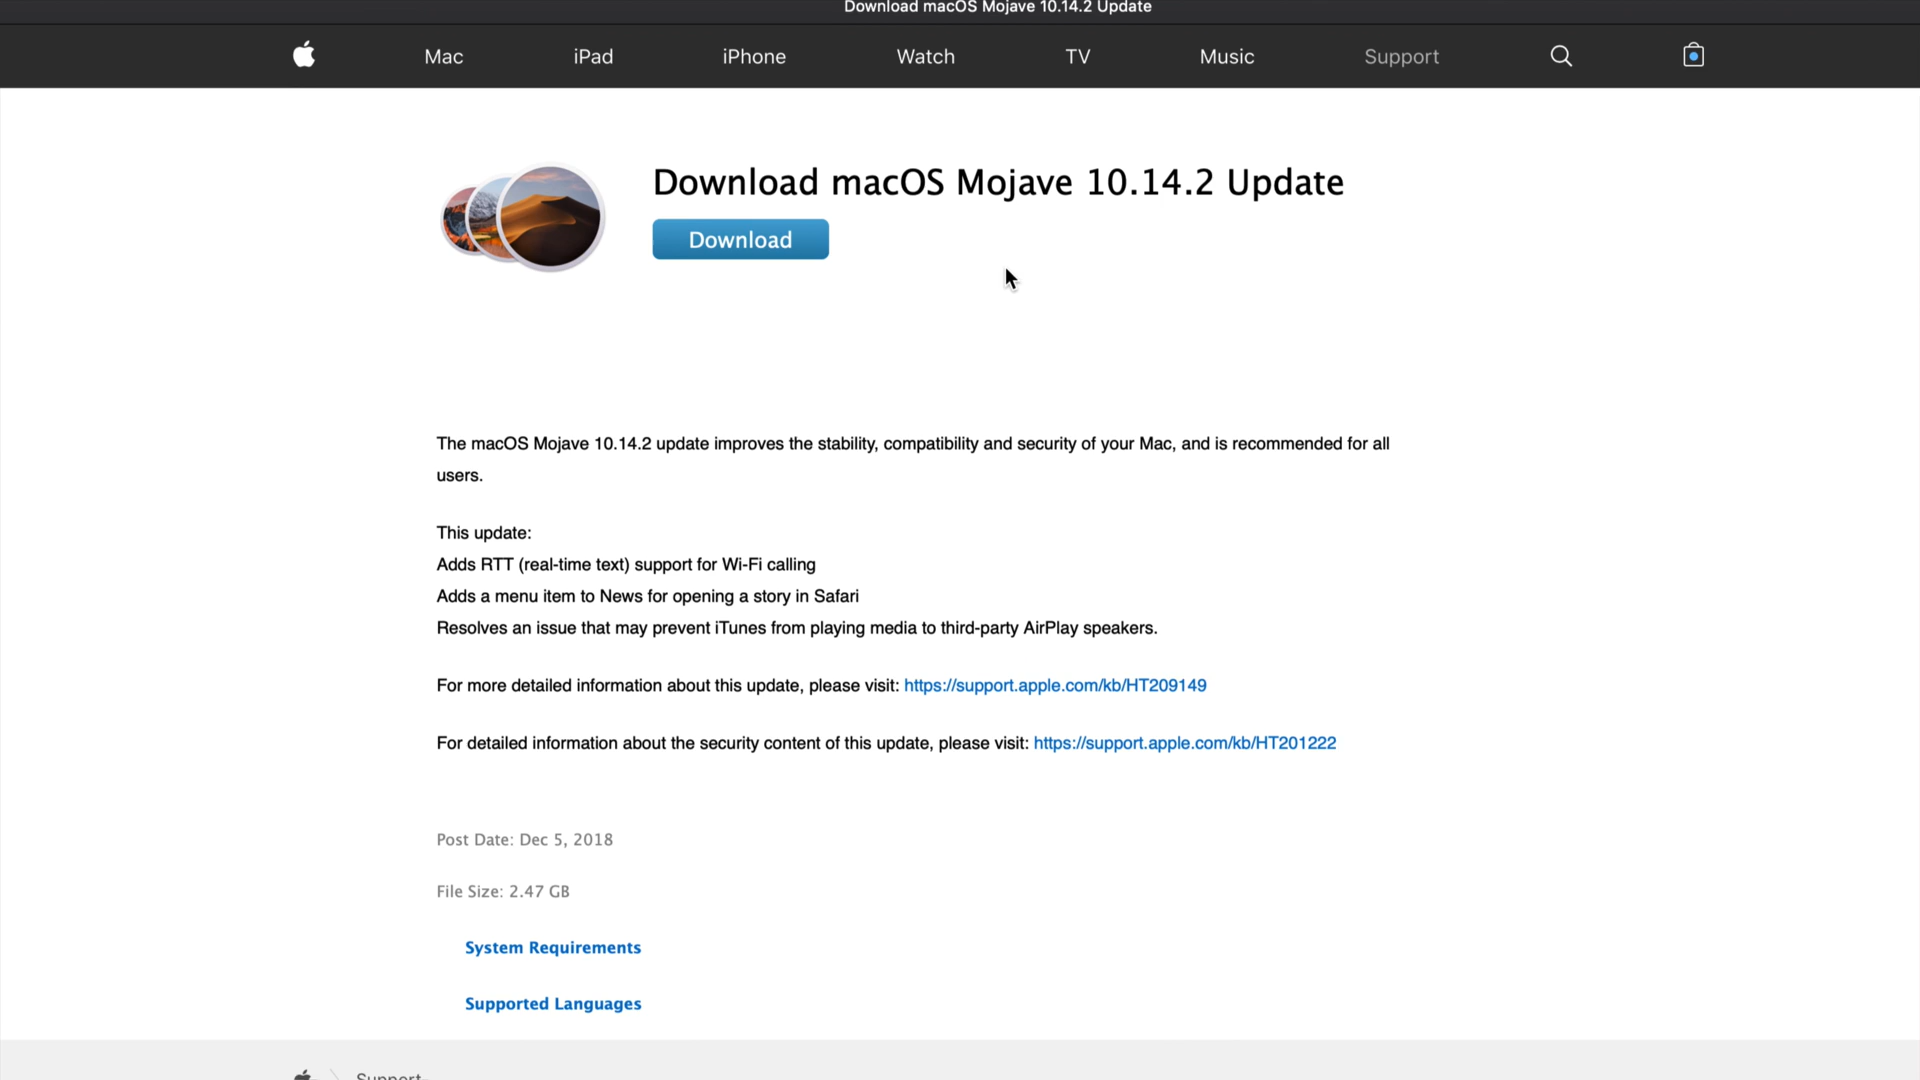 Download macOS Mojave 10.14.2 Update
Mac iPad iPhone Watch TV Music Support
Download macOS Mojave 10.14.2 Update
Download
The macOS Mojave 10.14.2 update improves the stability, compatibility and security of your Mac, and is recommended for all
users.
This update:
Adds RTT (real-time text) support for Wi-Fi calling
Adds a menu item to News for opening a story in Safari
Resolves an issue that may prevent iTunes from playing media to third-party AirPlay speakers.
For more detailed information about this update, please visit: https://support.apple.com/kb/HT209149
For detailed information about the security content of this update, please visit: https://support.apple.com/kb/HT201222
Post Date: Dec 5, 2018
File Size: 2.47 GB
System Requirements
Supported Languages
Support